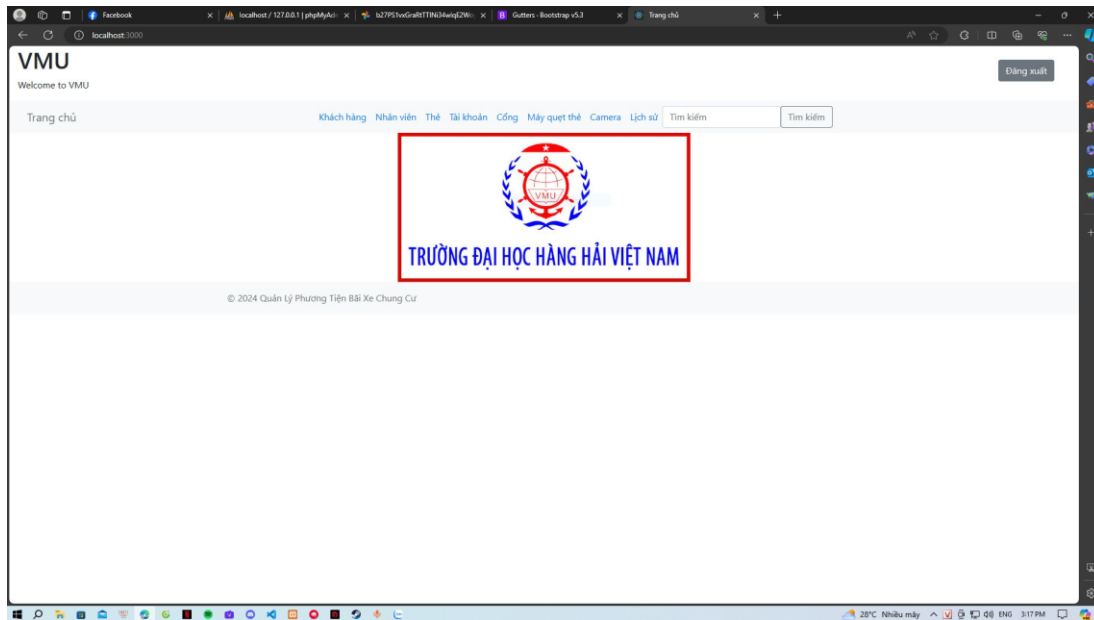 Facebook
localhost / 127.0.0.1 | phpMyAd
Gutters · Bootstrap v5.3
Trang chủ
localhost:3000
VMU
Welcome to VMU
Đăng xuất
Trang chủ
Khách hàng Nhân viên Thẻ Tài khoản Cổng Máy quẹt thẻ Camera Lịch sử Tìm kiếm Tìm kiếm
VMU
TRƯỜNG ĐẠI HỌC HÀNG HẢI VIỆT NAM
© 2024 Quản Lý Phương Tiện Bãi Xe Chung Cư
28°C Nhiều mây ENG 3:17 PM